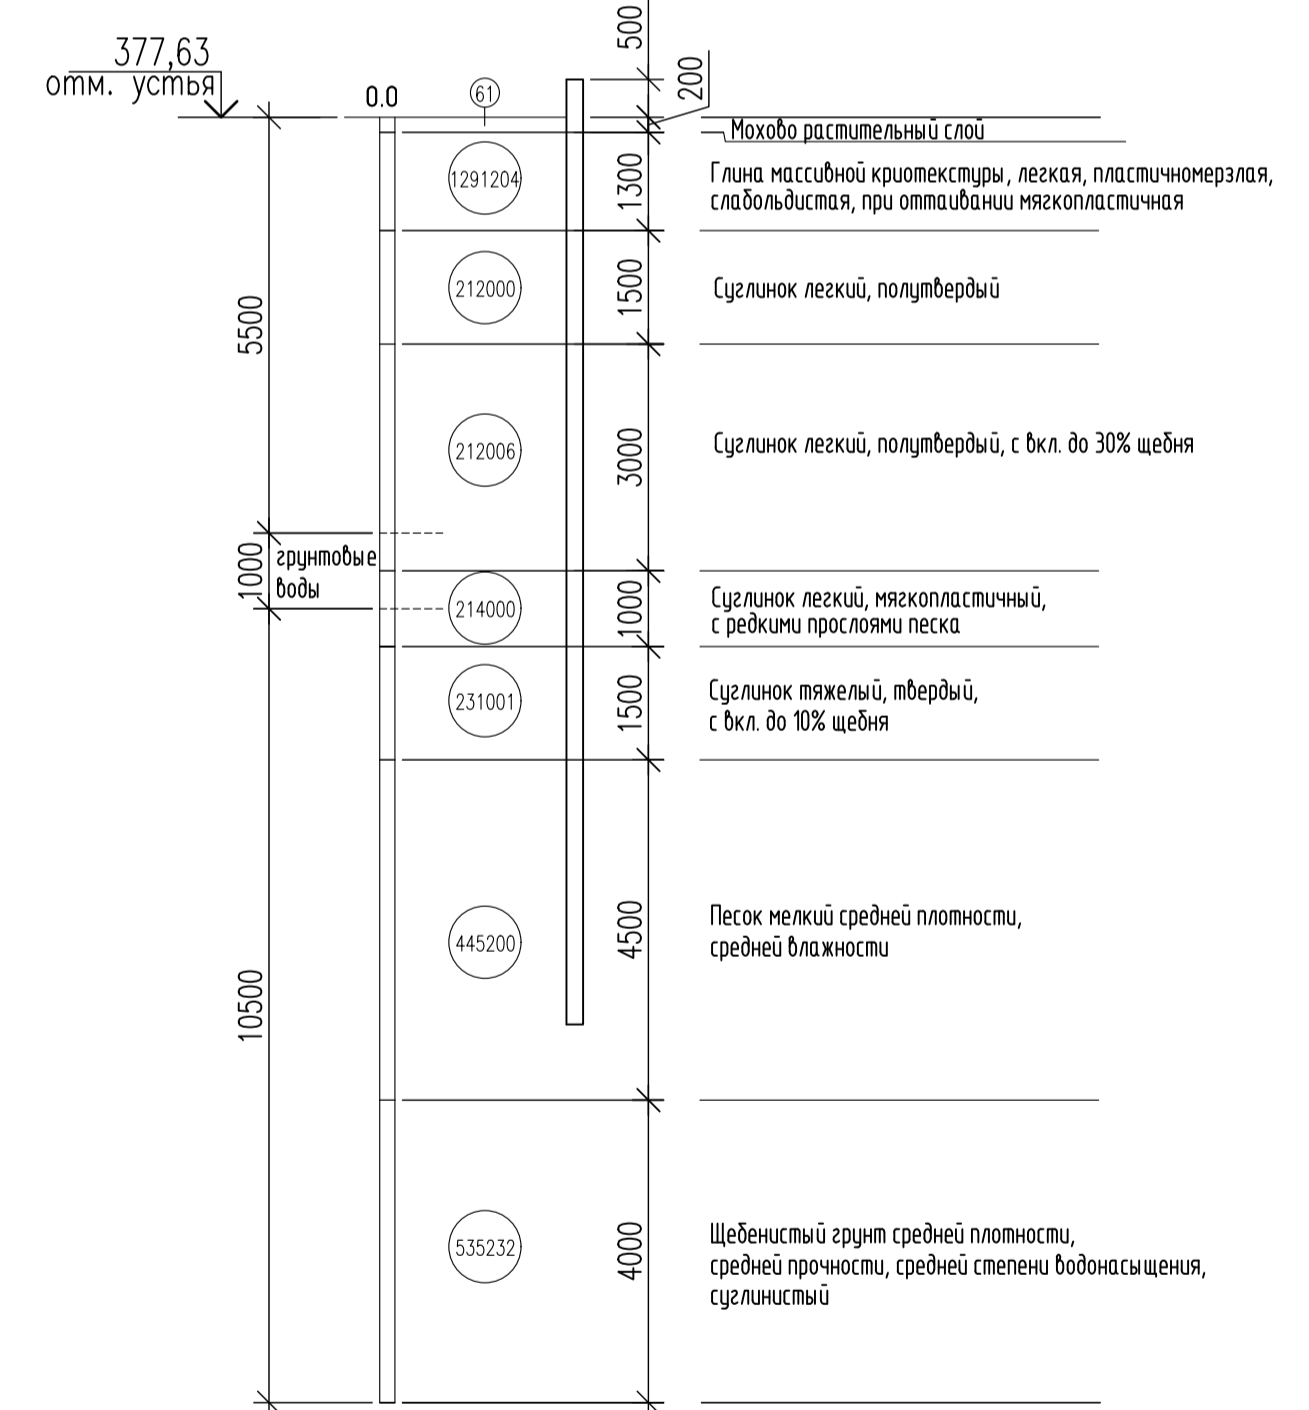 500
377,63
отм. устья
0.0
61
200
Мохово растительный слой
1291204
1300
Глина массивной криотекстуры, легкая, пластичномерзлая,
слабольдистая, при оттаивании мягкопластичная
212000
1500
Суглинок легкий, полутвердый
5500
212006
3000
Суглинок легкий, полутвердый, с вкл. до 30% щебня
1000
грунтовые
воды
214000
1000
Суглинок легкий, мягкопластичный,
с редкими прослоями песка
231001
1500
Суглинок тяжелый, твердый,
с вкл. до 10% щебня
445200
4500
Песок мелкий средней плотности,
средней влажности
10500
535232
4000
Щебенистый грунт средней плотности,
средней прочности, средней степени водонасыщения,
суглинистый